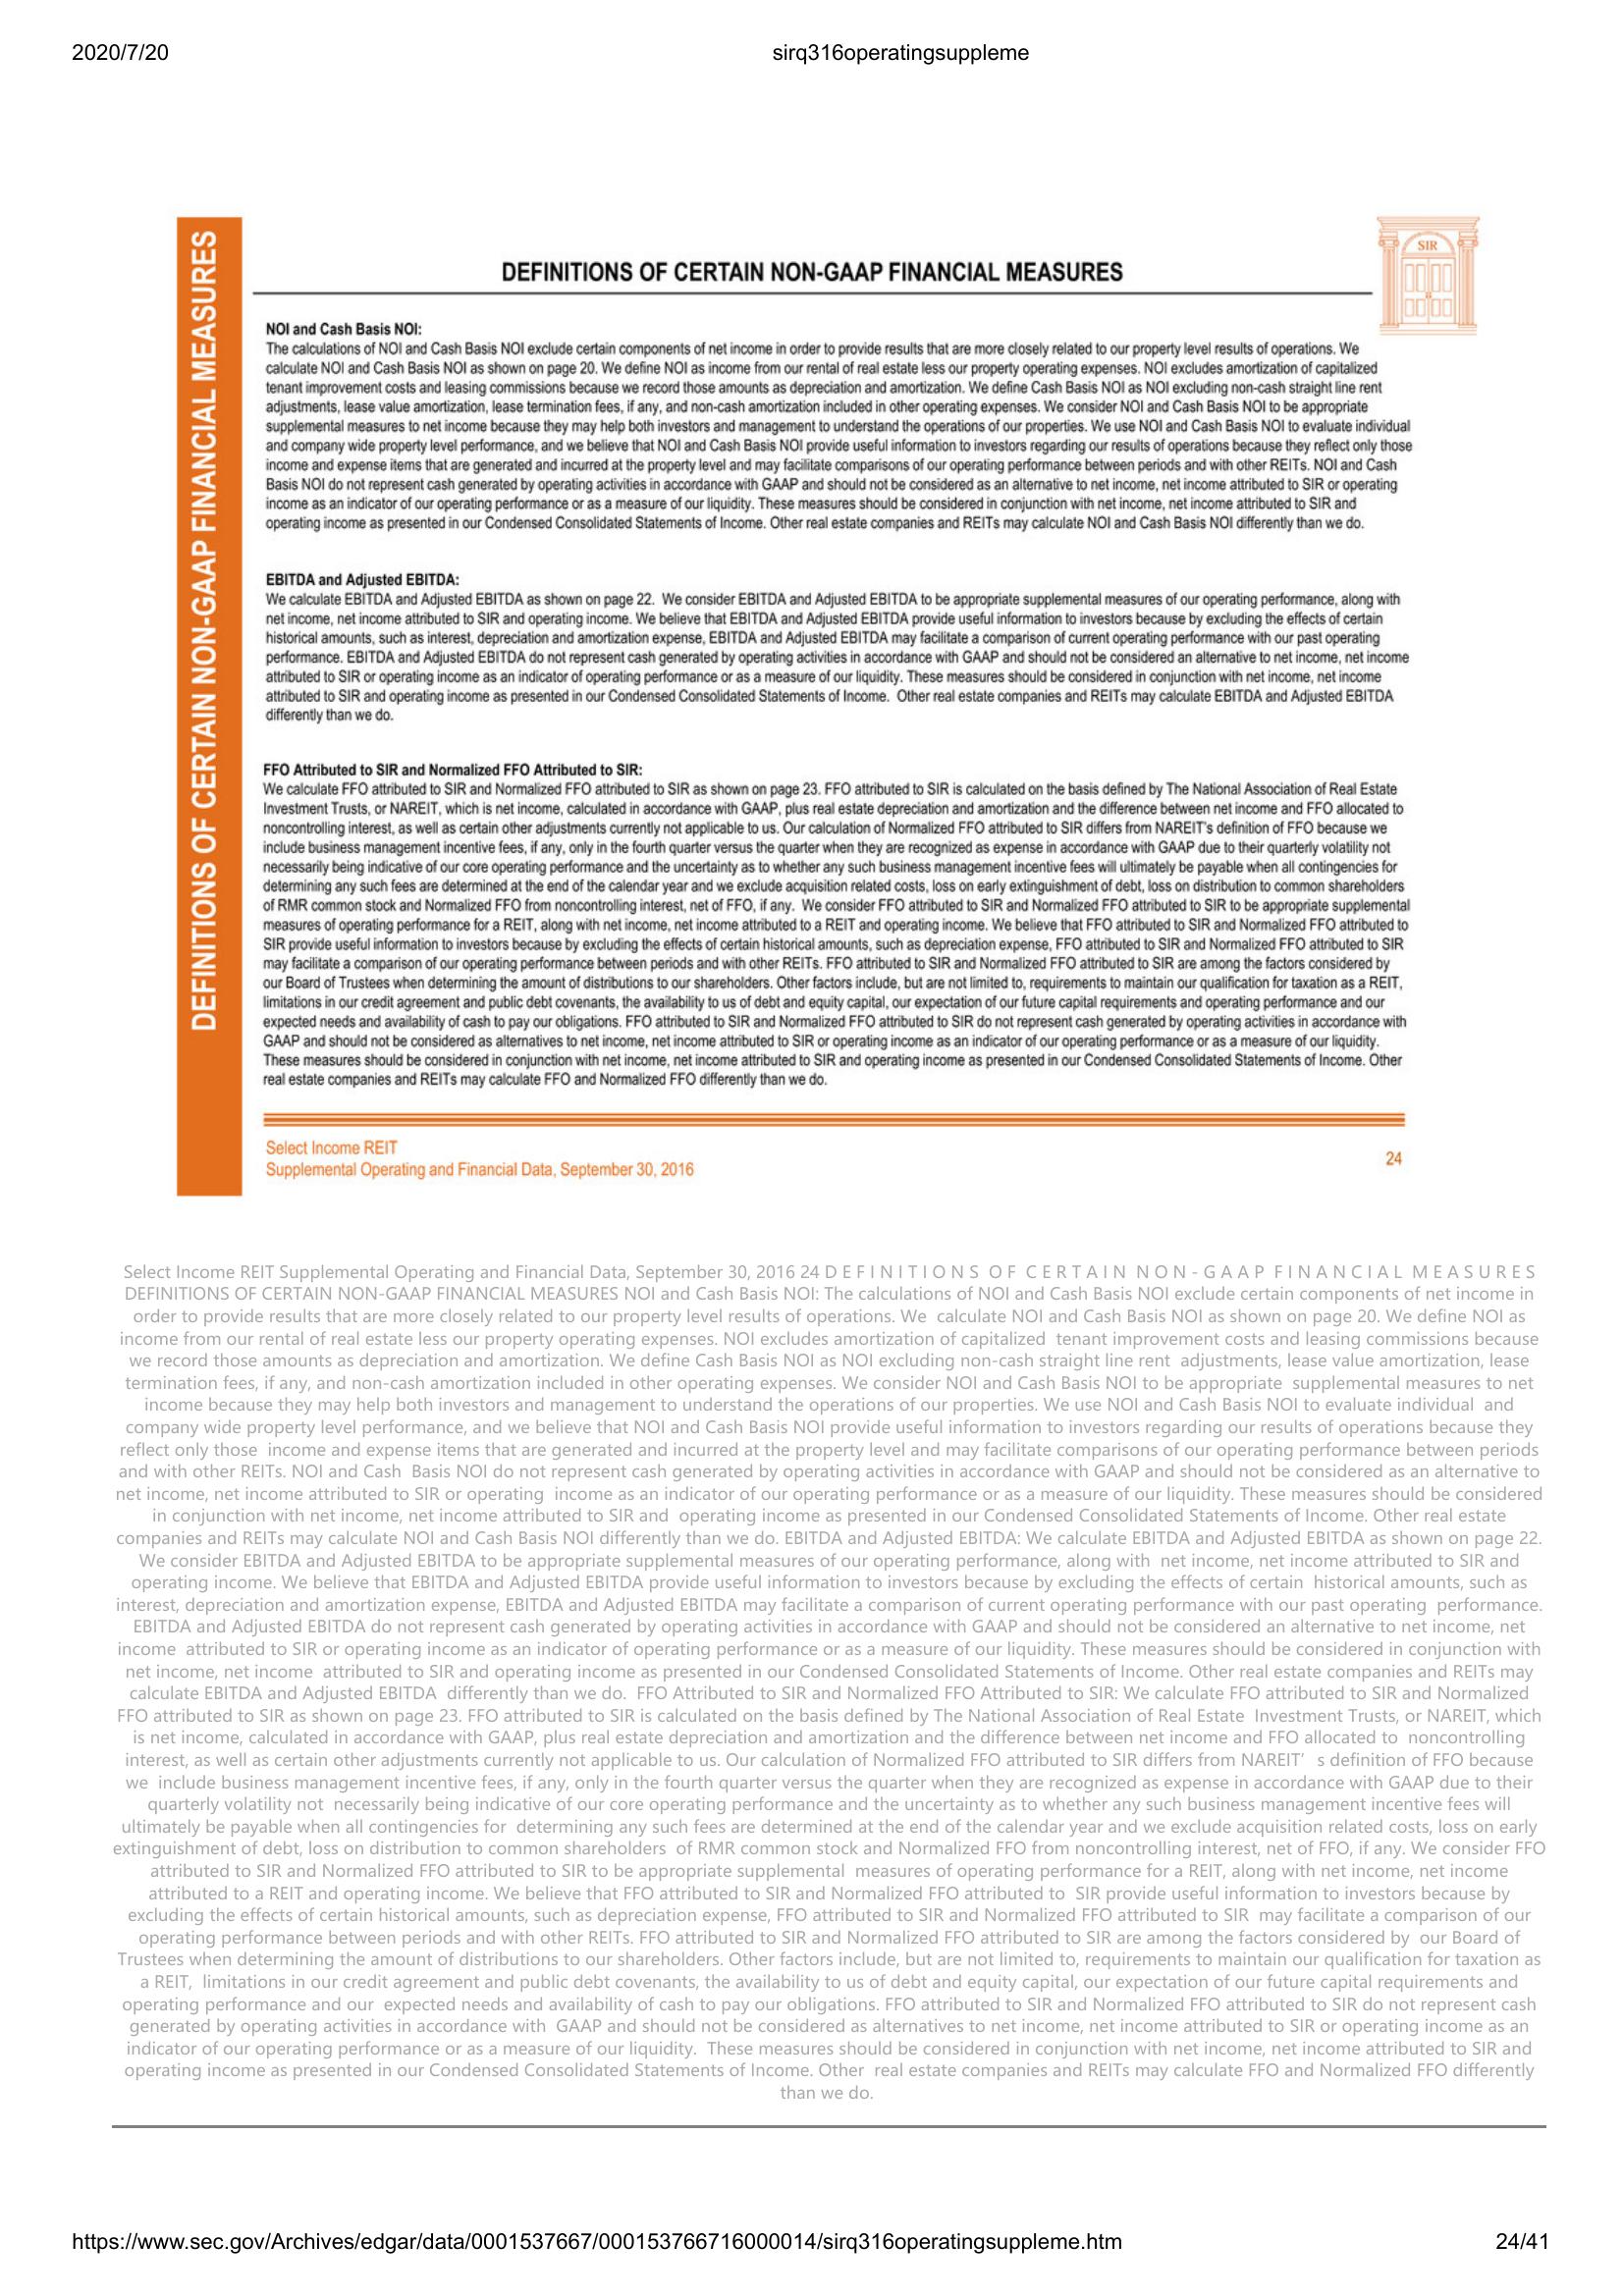 2020/7/20
sirq316operatingsuppleme
DEFINITIONS OF CERTAIN NON-GAAP FINANCIAL MEASURES
SIR
DEFINITIONS OF CERTAIN NON-GAAP FINANCIAL MEASURES
NOI and Cash Basis NOI:
The calculations of NOI and Cash Basis NOI exclude certain components of net income in order to provide results that are more closely related to our property level results of operations. We
calculate NOI and Cash Basis NOI as shown on page 20. We define NOI as income from our rental of real estate less our property operating expenses. NOI excludes amortization of capitalized
tenant improvement costs and leasing commissions because we record those amounts as depreciation and amortization. We define Cash Basis NOI as NOI excluding non-cash straight line rent
adjustments, lease value amortization, lease termination fees, if any, and non-cash amortization included in other operating expenses. We consider NOI and Cash Basis NOI to be appropriate
supplemental measures to net income because they may help both investors and management to understand the operations of our properties. We use NOI and Cash Basis NOI to evaluate individual
and company wide property level performance, and we believe that NOI and Cash Basis NOI provide useful information to investors regarding our results of operations because they reflect only those
income and expense items that are generated and incurred at the property level and may facilitate comparisons of our operating performance between periods and with other REITs. NOI and Cash
Basis NOI do not represent cash generated by operating activities in accordance with GAAP and should not be considered as an alternative to net income, net income attributed to SIR or operating
income as an indicator of our operating performance or as a measure of our liquidity. These measures should be considered in conjunction with net income, net income attributed to SIR and
operating income as presented in our Condensed Consolidated Statements of Income. Other real estate companies and REITs may calculate NOI and Cash Basis NOI differently than we do.
EBITDA and Adjusted EBITDA:
We calculate EBITDA and Adjusted EBITDA as shown on page 22. We consider EBITDA and Adjusted EBITDA to be appropriate supplemental measures of our operating performance, along with
net income, net income attributed to SIR and operating income. We believe that EBITDA and Adjusted EBITDA provide useful information to investors because by excluding the effects of certain
historical amounts, such as interest, depreciation and amortization expense, EBITDA and Adjusted EBITDA may facilitate a comparison of current operating performance with our past operating
performance. EBITDA and Adjusted EBITDA do not represent cash generated by operating activities in accordance with GAAP and should not be considered an alternative to net income, net income
attributed to SIR or operating income as an indicator of operating performance or as a measure of our liquidity. These measures should be considered in conjunction with net income, net income
attributed to SIR and operating income as presented in our Condensed Consolidated Statements of Income. Other real estate companies and REITs may calculate EBITDA and Adjusted EBITDA
differently than we do.
FFO Attributed to SIR and Normalized FFO Attributed to SIR:
We calculate FFO attributed to SIR and Normalized FFO attributed to SIR as shown on page 23. FFO attributed to SIR is calculated on the basis defined by The National Association of Real Estate
Investment Trusts, or NAREIT, which is net income, calculated in accordance with GAAP, plus real estate depreciation and amortization and the difference between net income and FFO allocated to
noncontrolling interest, as well as certain other adjustments currently not applicable to us. Our calculation of Normalized FFO attributed to SIR differs from NAREIT's definition of FFO because we
include business management incentive fees, if any, only in the fourth quarter versus the quarter when they are recognized as expense in accordance with GAAP due to their quarterly volatility not
necessarily being indicative of our core operating performance and the uncertainty as to whether any such business management incentive fees will ultimately be payable when all contingencies for
determining any such fees are determined at the end of the calendar year and we exclude acquisition related costs, loss on early extinguishment of debt, loss on distribution to common shareholders
of RMR common stock and Normalized FFO from noncontrolling interest, net of FFO, if any. We consider FFO attributed to SIR and Normalized FFO attributed to SIR to be appropriate supplemental
measures of operating performance for a REIT, along with net income, net income attributed to a REIT and operating income. We believe that FFO attributed to SIR and Normalized FFO attributed to
SIR provide useful information to investors because by excluding the effects of certain historical amounts, such as depreciation expense, FFO attributed to SIR and Normalized FFO attributed to SIR
may facilitate a comparison of our operating performance between periods and with other REITs. FFO attributed to SIR and Normalized FFO attributed to SIR are among the factors considered by
our Board of Trustees when determining the amount of distributions to our shareholders. Other factors include, but are not limited to, requirements to maintain our qualification for taxation as a REIT,
limitations in our credit agreement and public debt covenants, the availability to us of debt and equity capital, our expectation of our future capital requirements and operating performance and our
expected needs and availability of cash to pay our obligations. FFO attributed to SIR and Normalized FFO attributed to SIR do not represent cash generated by operating activities in accordance with
GAAP and should not be considered as alternatives to net income, net income attributed to SIR or operating income as an indicator of our operating performance or as a measure of our liquidity.
These measures should be considered in conjunction with net income, net income attributed to SIR and operating income as presented in our Condensed Consolidated Statements of Income. Other
real estate companies and REITs may calculate FFO and Normalized FFO differently than we do.
Select Income REIT
Supplemental Operating and Financial Data, September 30, 2016
24
Select Income REIT Supplemental Operating and Financial Data, September 30, 2016 24 D E F I N I T I O N S O F C E R T A I N N O N - G A A P F I N A N C I A L M E A S U R E S
DEFINITIONS OF CERTAIN NON-GAAP FINANCIAL MEASURES NOI and Cash Basis NOI: The calculations of NOI and Cash Basis NOI exclude certain components of net income in
order to provide results that are more closely related to our property level results of operations. We calculate NOI and Cash Basis NOI as shown on page 20. We define NOI as
income from our rental of real estate less our property operating expenses. NOI excludes amortization of capitalized tenant improvement costs and leasing commissions because
we record those amounts as depreciation and amortization. We define Cash Basis NOI as NOI excluding non-cash straight line rent adjustments, lease value amortization, lease
termination fees, if any, and non-cash amortization included in other operating expenses. We consider NOI and Cash Basis NOI to be appropriate supplemental measures to net
income because they may help both investors and management to understand the operations of our properties. We use NOI and Cash Basis NOI to evaluate individual and
company wide property level performance, and we believe that NOI and Cash Basis NOI provide useful information to investors regarding our results of operations because they
reflect only those income and expense items that are generated and incurred at the property level and may facilitate comparisons of our operating performance between periods
and with other REITs. NOI and Cash Basis NOI do not represent cash generated by operating activities in accordance with GAAP and should not be considered as an alternative to
net income, net income attributed to SIR or operating income as an indicator of our operating performance or as a measure of our liquidity. These measures should be considered
in conjunction with net income, net income attributed to SIR and operating income as presented in our Condensed Consolidated Statements of Income. Other real estate
companies and REITs may calculate NOI and Cash Basis NOI differently than we do. EBITDA and Adjusted EBITDA: We calculate EBITDA and Adjusted EBITDA as shown on page 22.
We consider EBITDA and Adjusted EBITDA to be appropriate supplemental measures of our operating performance, along with net income, net income attributed to SIR and
operating income. We believe that EBITDA and Adjusted EBITDA provide useful information to investors because by excluding the effects of certain historical amounts, such as
interest, depreciation and amortization expense, EBITDA and Adjusted EBITDA may facilitate a comparison of current operating performance with our past operating performance.
EBITDA and Adjusted EBITDA do not represent cash generated by operating activities in accordance with GAAP and should not be considered an alternative to net income, net
income attributed to SIR or operating income as an indicator of operating performance or as a measure of our liquidity. These measures should be considered in conjunction with
net income, net income attributed to SIR and operating income as presented in our Condensed Consolidated Statements of Income. Other real estate companies and REITs may
calculate EBITDA and Adjusted EBITDA differently than we do. FFO Attributed to SIR and Normalized FFO Attributed to SIR: We calculate FFO attributed to SIR and Normalized
FFO attributed to SIR as shown on page 23. FFO attributed to SIR is calculated on the basis defined by The National Association of Real Estate Investment Trusts, or NAREIT, which
is net income, calculated in accordance with GAAP, plus real estate depreciation and amortization and the difference between net income and FFO allocated to noncontrolling
interest, as well as certain other adjustments currently not applicable to us. Our calculation of Normalized FFO attributed to SIR differs from NAREIT’ s definition of FFO because
we include business management incentive fees, if any, only in the fourth quarter versus the quarter when they are recognized as expense in accordance with GAAP due to their
quarterly volatility not necessarily being indicative of our core operating performance and the uncertainty as to whether any such business management incentive fees will
ultimately be payable when all contingencies for determining any such fees are determined at the end of the calendar year and we exclude acquisition related costs, loss on early
extinguishment of debt, loss on distribution to common shareholders of RMR common stock and Normalized FFO from noncontrolling interest, net of FFO, if any. We consider FFO
attributed to SIR and Normalized FFO attributed to SIR to be appropriate supplemental measures of operating performance for a REIT, along with net income, net income
attributed to a REIT and operating income. We believe that FFO attributed to SIR and Normalized FFO attributed to SIR provide useful information to investors because by
excluding the effects of certain historical amounts, such as depreciation expense, FFO attributed to SIR and Normalized FFO attributed to SIR may facilitate a comparison of our
operating performance between periods and with other REITs. FFO attributed to SIR and Normalized FFO attributed to SIR are among the factors considered by our Board of
Trustees when determining the amount of distributions to our shareholders. Other factors include, but are not limited to, requirements to maintain our qualification for taxation as
a REIT, limitations in our credit agreement and public debt covenants, the availability to us of debt and equity capital, our expectation of our future capital requirements and
operating performance and our expected needs and availability of cash to pay our obligations. FFO attributed to SIR and Normalized FFO attributed to SIR do not represent cash
generated by operating activities in accordance with GAAP and should not be considered as alternatives to net income, net income attributed to SIR or operating income as an
indicator of our operating performance or as a measure of our liquidity. These measures should be considered in conjunction with net income, net income attributed to SIR and
operating income as presented in our Condensed Consolidated Statements of Income. Other real estate companies and REITs may calculate FFO and Normalized FFO differently
than we do.
https://www.sec.gov/Archives/edgar/data/0001537667/000153766716000014/sirq316operatingsuppleme.htm
24/41